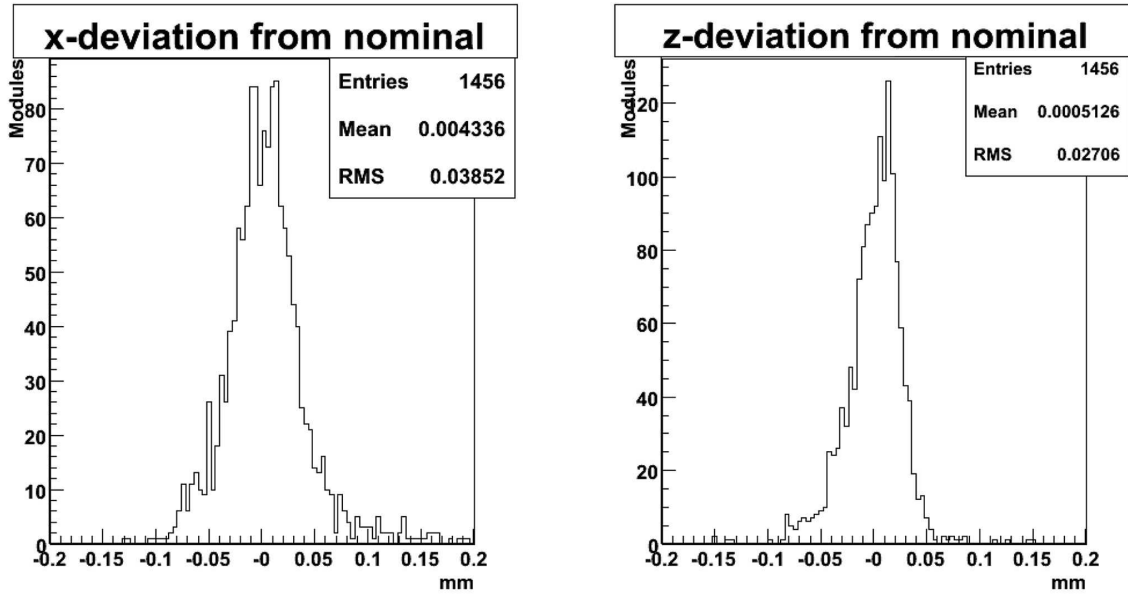 x-deviation from nominal
Modules
Entries 1456
Mean 0.004336
RMS 0.03852
80
70
60
50
40
30
20
10
0
-0.2 -0.15 -0.1 -0.05 -0 0.05 0.1 0.15 0.2
mm
z-deviation from nominal
Modules
Entries 1456
Mean 0.0005126
RMS 0.02706
120
100
80
60
40
20
0
-0.2 -0.15 -0.1 -0.05 -0 0.05 0.1 0.15 0.2
mm